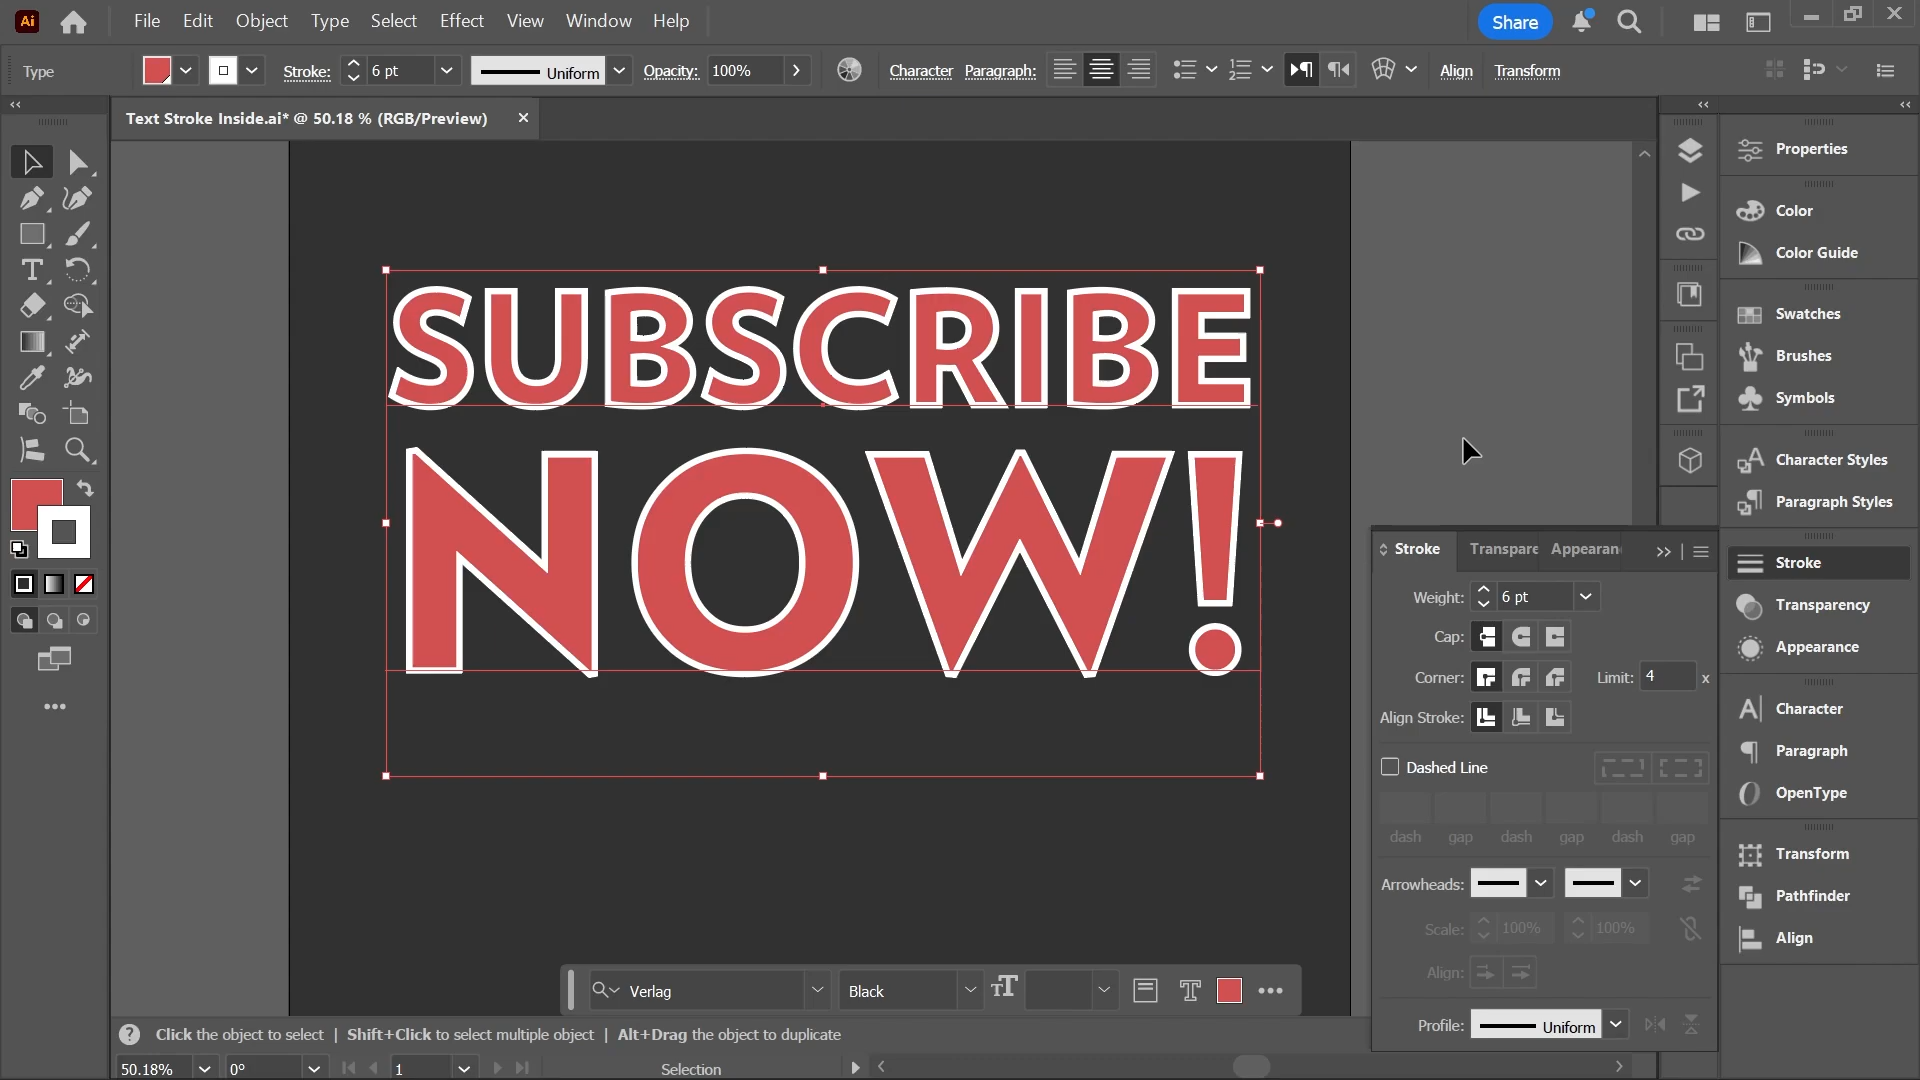 Ai File Edit Object Type Select Effect View Window Help Share
Type Stroke: 6 pt Uniform Opacity: 100% Character Paragraph: Align Transform
Text Stroke Inside.ai* @ 50.18 % (RGB/Preview)
SUBSCRIBE
NOW!
Properties
Color
Color Guide
Swatches
Brushes
Symbols
Character Styles
Paragraph Styles
Stroke
Transparency
Appearance
Character
Paragraph
OpenType
Transform
Pathfinder
Align
Stroke Transpare Appearan
Weight: 6 pt
Cap:
Corner: Limit: 4 x
Align Stroke:
Dashed Line
dash gap dash gap dash gap
Arrowheads:
Scale: 100% 100%
Align:
Profile: Uniform
Verlag Black
Click the object to select | Shift+Click to select multiple object | Alt+Drag the object to duplicate
50.18% 0° 1 Selection